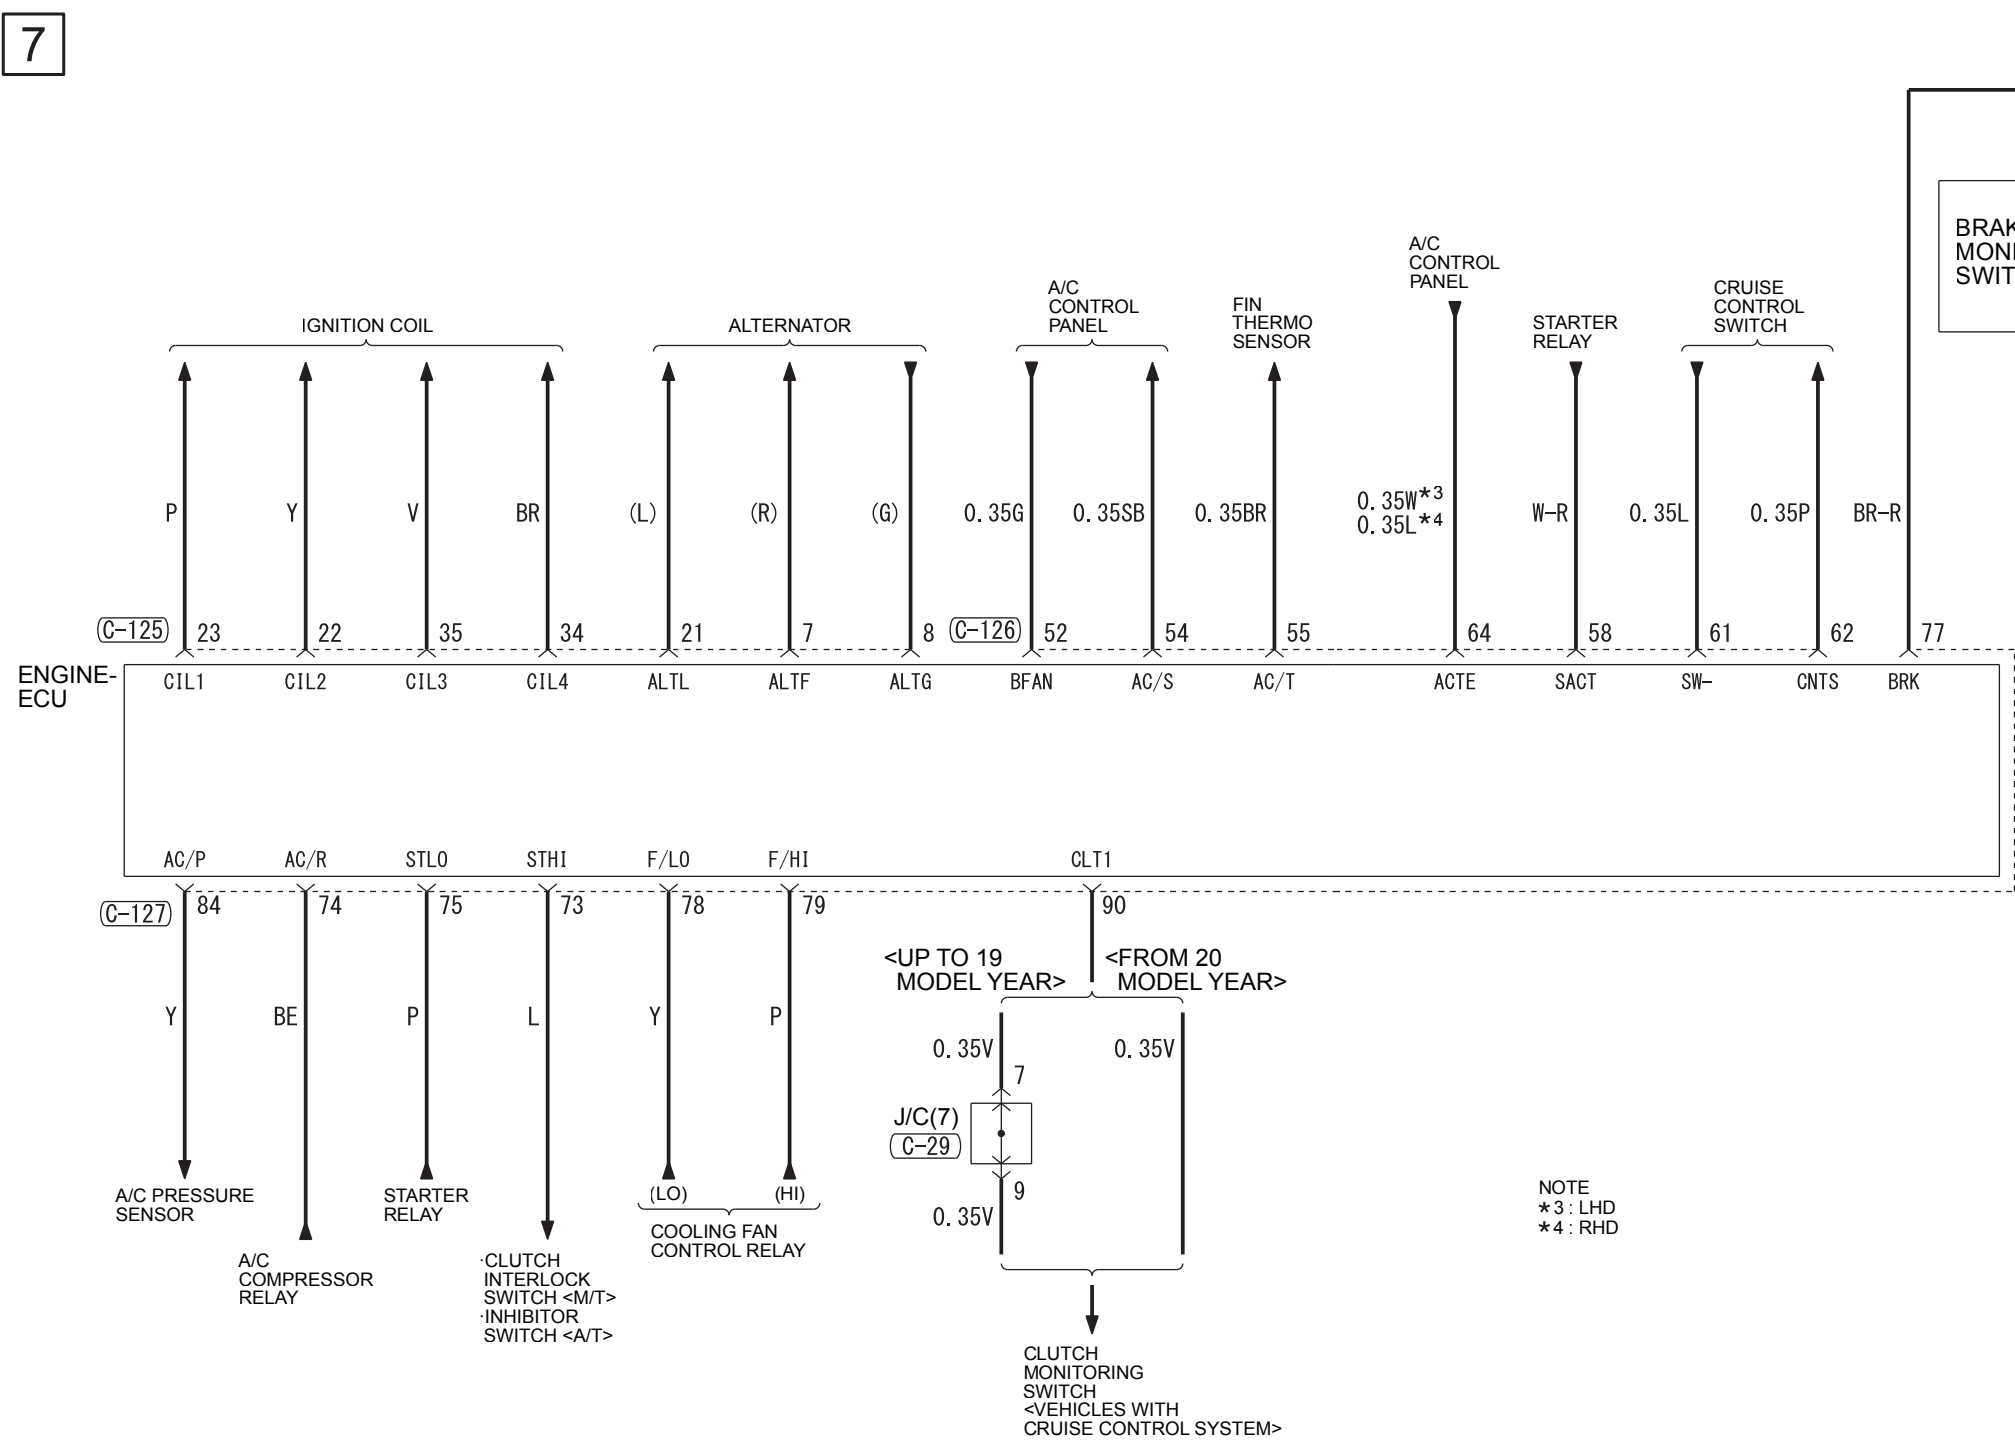 7
BRAK
MONI
SWIT
A/C
CONTROL
PANEL
A/C
CONTROL
PANEL
FIN
THERMO
SENSOR
CRUISE
CONTROL
SWITCH
IGNITION COIL
ALTERNATOR
STARTER
RELAY
P
Y
V
BR
(L)
(R)
(G)
0.35G
0.35SB
0.35BR
0.35W*3
0.35L*4
W-R
0.35L
0.35P
BR-R
C-125 23 22 35 34 21 7 8 C-126 52 54 55 64 58 61 62 77
ENGINE-
ECU
CIL1 CIL2 CIL3 CIL4 ALTL ALTF ALTG BFAN AC/S AC/T ACTE SACT SW- CNTS BRK
AC/P AC/R STLO STHI F/LO F/HI CLT1
C-127 84 74 75 73 78 79 90
<UP TO 19
MODEL YEAR>
<FROM 20
MODEL YEAR>
Y BE P L Y P
0.35V 0.35V
7
J/C(7)
C-29
9
0.35V
A/C PRESSURE
SENSOR
STARTER
RELAY
(LO) (HI)
COOLING FAN
CONTROL RELAY
A/C
COMPRESSOR
RELAY
·CLUTCH
INTERLOCK
SWITCH <M/T>
·INHIBITOR
SWITCH <A/T>
NOTE
*3 : LHD
*4 : RHD
CLUTCH
MONITORING
SWITCH
<VEHICLES WITH
CRUISE CONTROL SYSTEM>